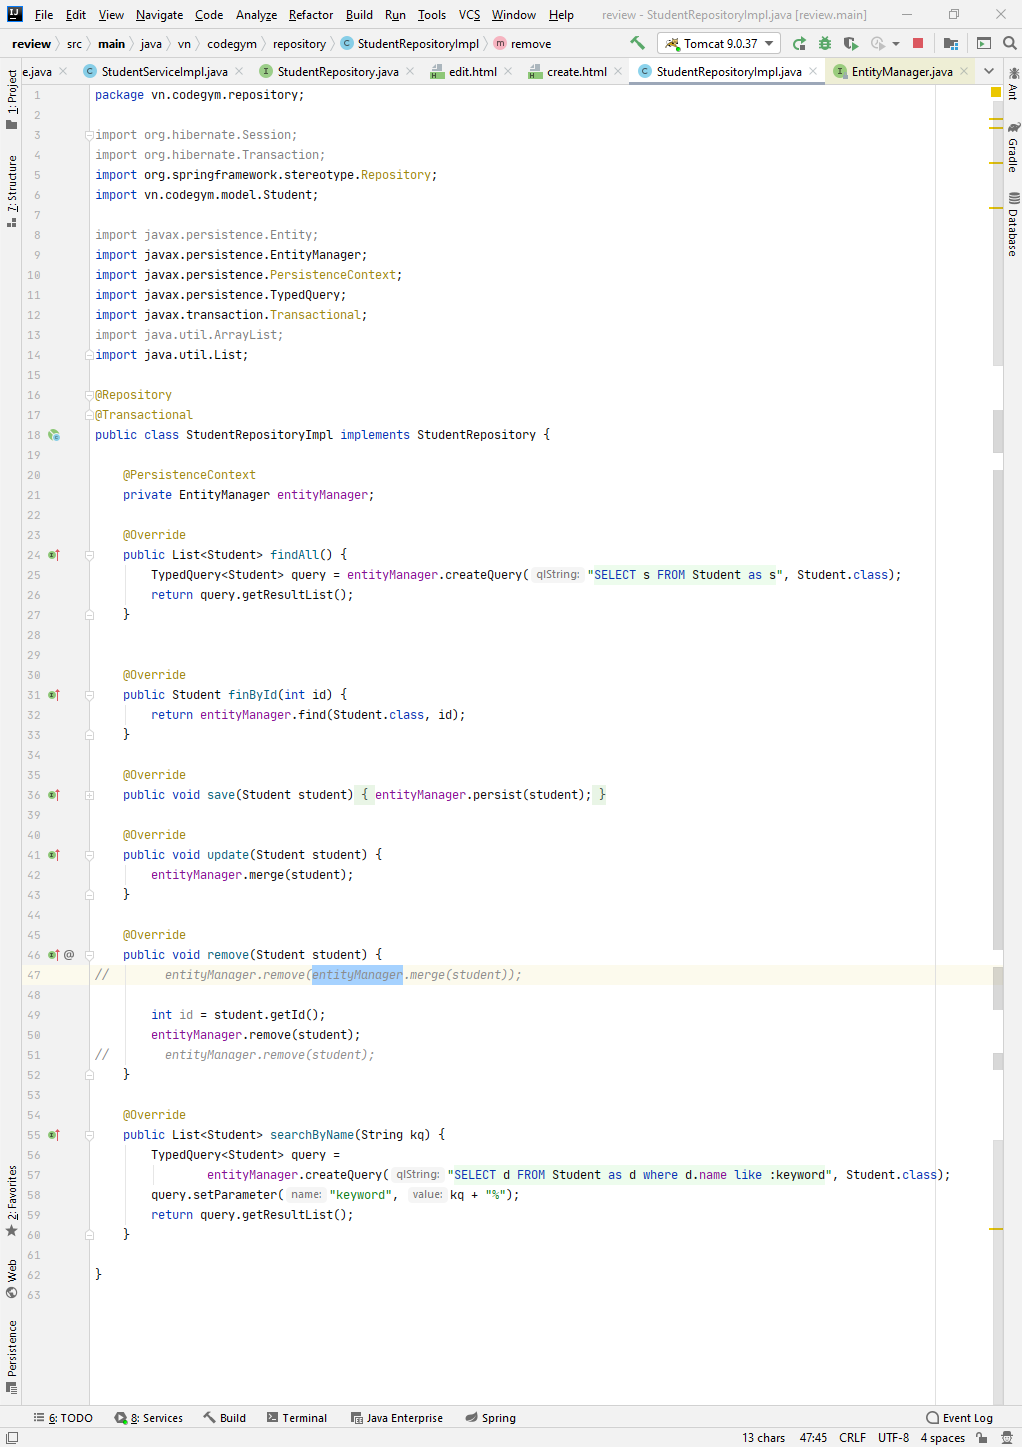 File Edit View Navigate Code Analyze Refactor Build Run Tools VCS Window Help review - StudentRepositoryImpl.java [review.main]
review src main java vn codegym repository StudentRepositoryImpl remove Tomcat 9.0.37
e.java StudentServiceImpl.java StudentRepository.java edit.html create.html StudentRepositoryImpl.java EntityManager.java
1: Project
7: Structure
2: Favorites
Web
Persistence
Ant
Gradle
Database
1 package vn.codegym.repository;
2
3 import org.hibernate.Session;
4 import org.hibernate.Transaction;
5 import org.springframework.stereotype.Repository;
6 import vn.codegym.model.Student;
7
8 import javax.persistence.Entity;
9 import javax.persistence.EntityManager;
10 import javax.persistence.PersistenceContext;
11 import javax.persistence.TypedQuery;
12 import javax.transaction.Transactional;
13 import java.util.ArrayList;
14 import java.util.List;
15
16 @Repository
17 @Transactional
18 public class StudentRepositoryImpl implements StudentRepository {
19
20 @PersistenceContext
21 private EntityManager entityManager;
22
23 @Override
24 public List<Student> findAll() {
25 TypedQuery<Student> query = entityManager.createQuery( qlString: "SELECT s FROM Student as s", Student.class);
26 return query.getResultList();
27 }
28
29
30 @Override
31 public Student finById(int id) {
32 return entityManager.find(Student.class, id);
33 }
34
35 @Override
36 public void save(Student student) { entityManager.persist(student); }
39
40 @Override
41 public void update(Student student) {
42 entityManager.merge(student);
43 }
44
45 @Override
46 @ public void remove(Student student) {
47 // entityManager.remove(entityManager.merge(student));
48
49 int id = student.getId();
50 entityManager.remove(student);
51 // entityManager.remove(student);
52 }
53
54 @Override
55 public List<Student> searchByName(String kq) {
56 TypedQuery<Student> query =
57 entityManager.createQuery( qlString: "SELECT d FROM Student as d where d.name like :keyword", Student.class);
58 query.setParameter( name: "keyword", value: kq + "%");
59 return query.getResultList();
60 }
61
62 }
63
6: TODO 8: Services Build Terminal Java Enterprise Spring Event Log
13 chars 47:45 CRLF UTF-8 4 spaces